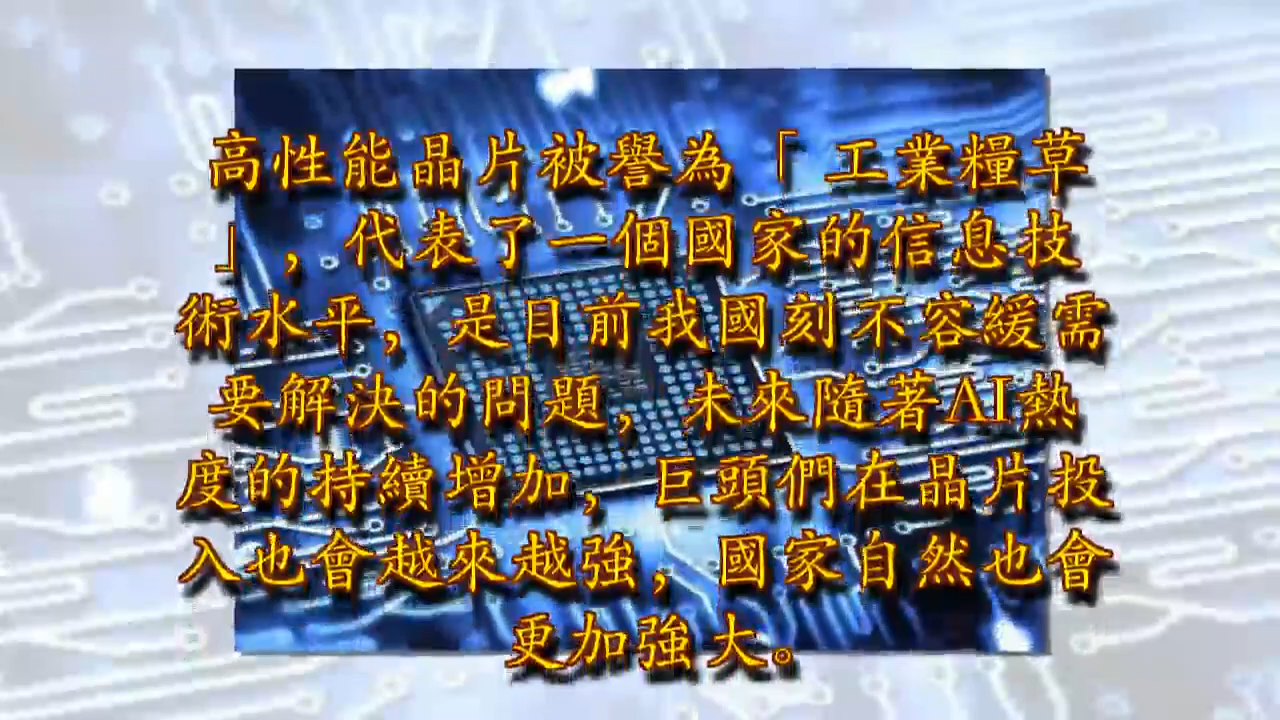 高性能晶片被譽為「工業糧草
」，代表了一個國家的信息技
術水平，是目前我國刻不容緩需
要解決的問題，未來隨著AI熱
度的持續增加，巨頭們在晶片投
入也會越來越強，國家自然也會
更加強大。